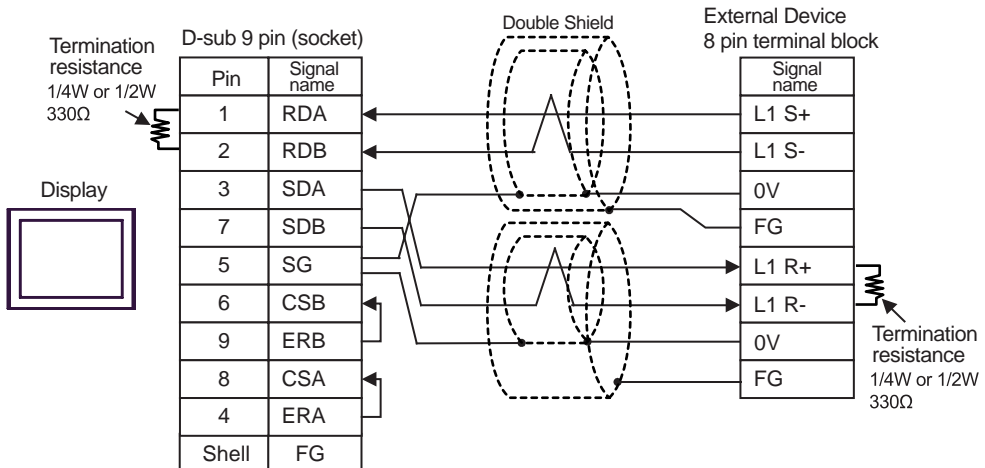 Double Shield
External Device
8 pin terminal block
Termination
resistance
1/4W or 1/2W
330Ω
D-sub 9 pin (socket)
Pin Signal name
1 RDA
2 RDB
3 SDA
7 SDB
5 SG
6 CSB
9 ERB
8 CSA
4 ERA
Shell FG
Display
Signal
name
L1 S+
L1 S-
0V
FG
L1 R+
L1 R-
0V
FG
Termination
resistance
1/4W or 1/2W
330Ω